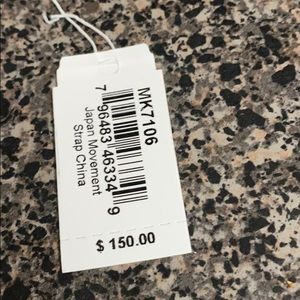 MK7106
7 96483 46334 9
Japan Movement
Strap China
$ 150.00